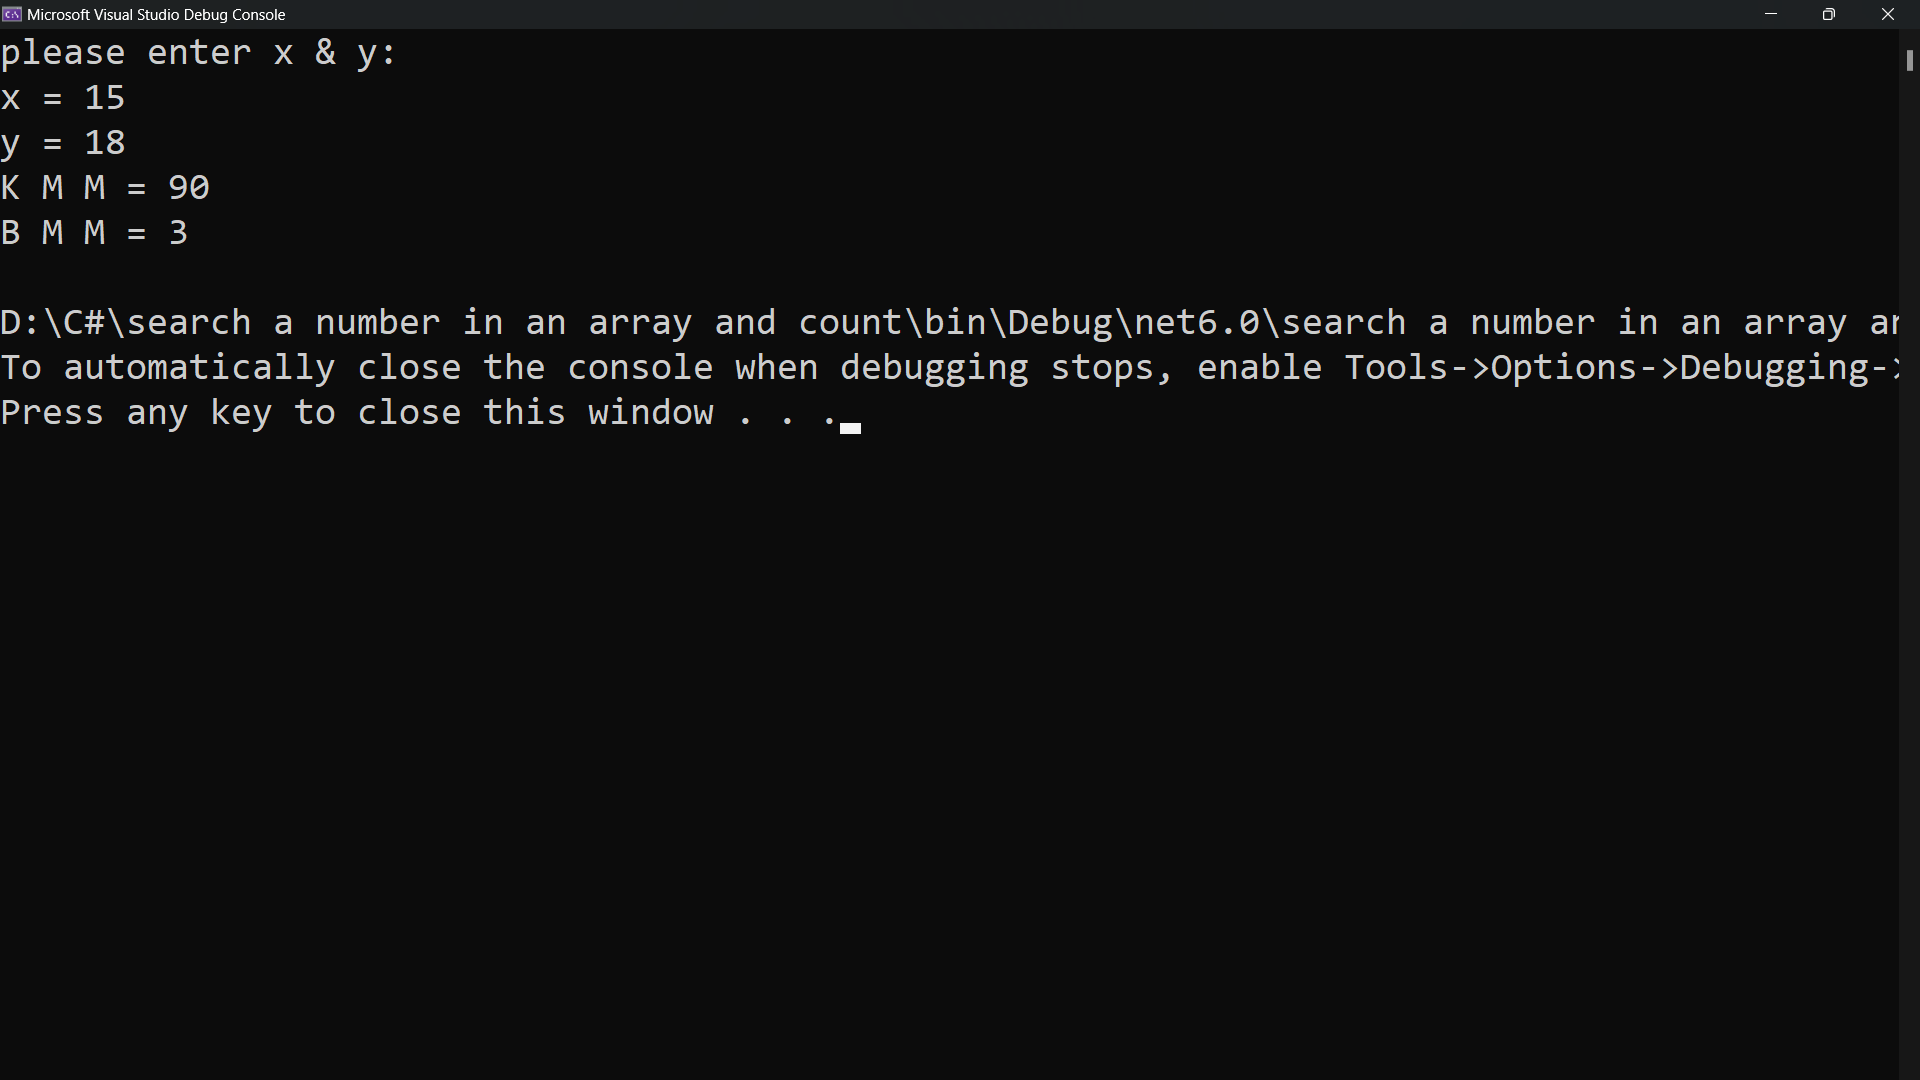 Microsoft Visual Studio Debug Console
please enter x & y:
x = 15
y = 18
K M M = 90
B M M = 3
D:\C#\search a number in an array and count\bin\Debug\net6.0\search a number in an array ar
To automatically close the console when debugging stops, enable Tools->Options->Debugging->
Press any key to close this window . . .